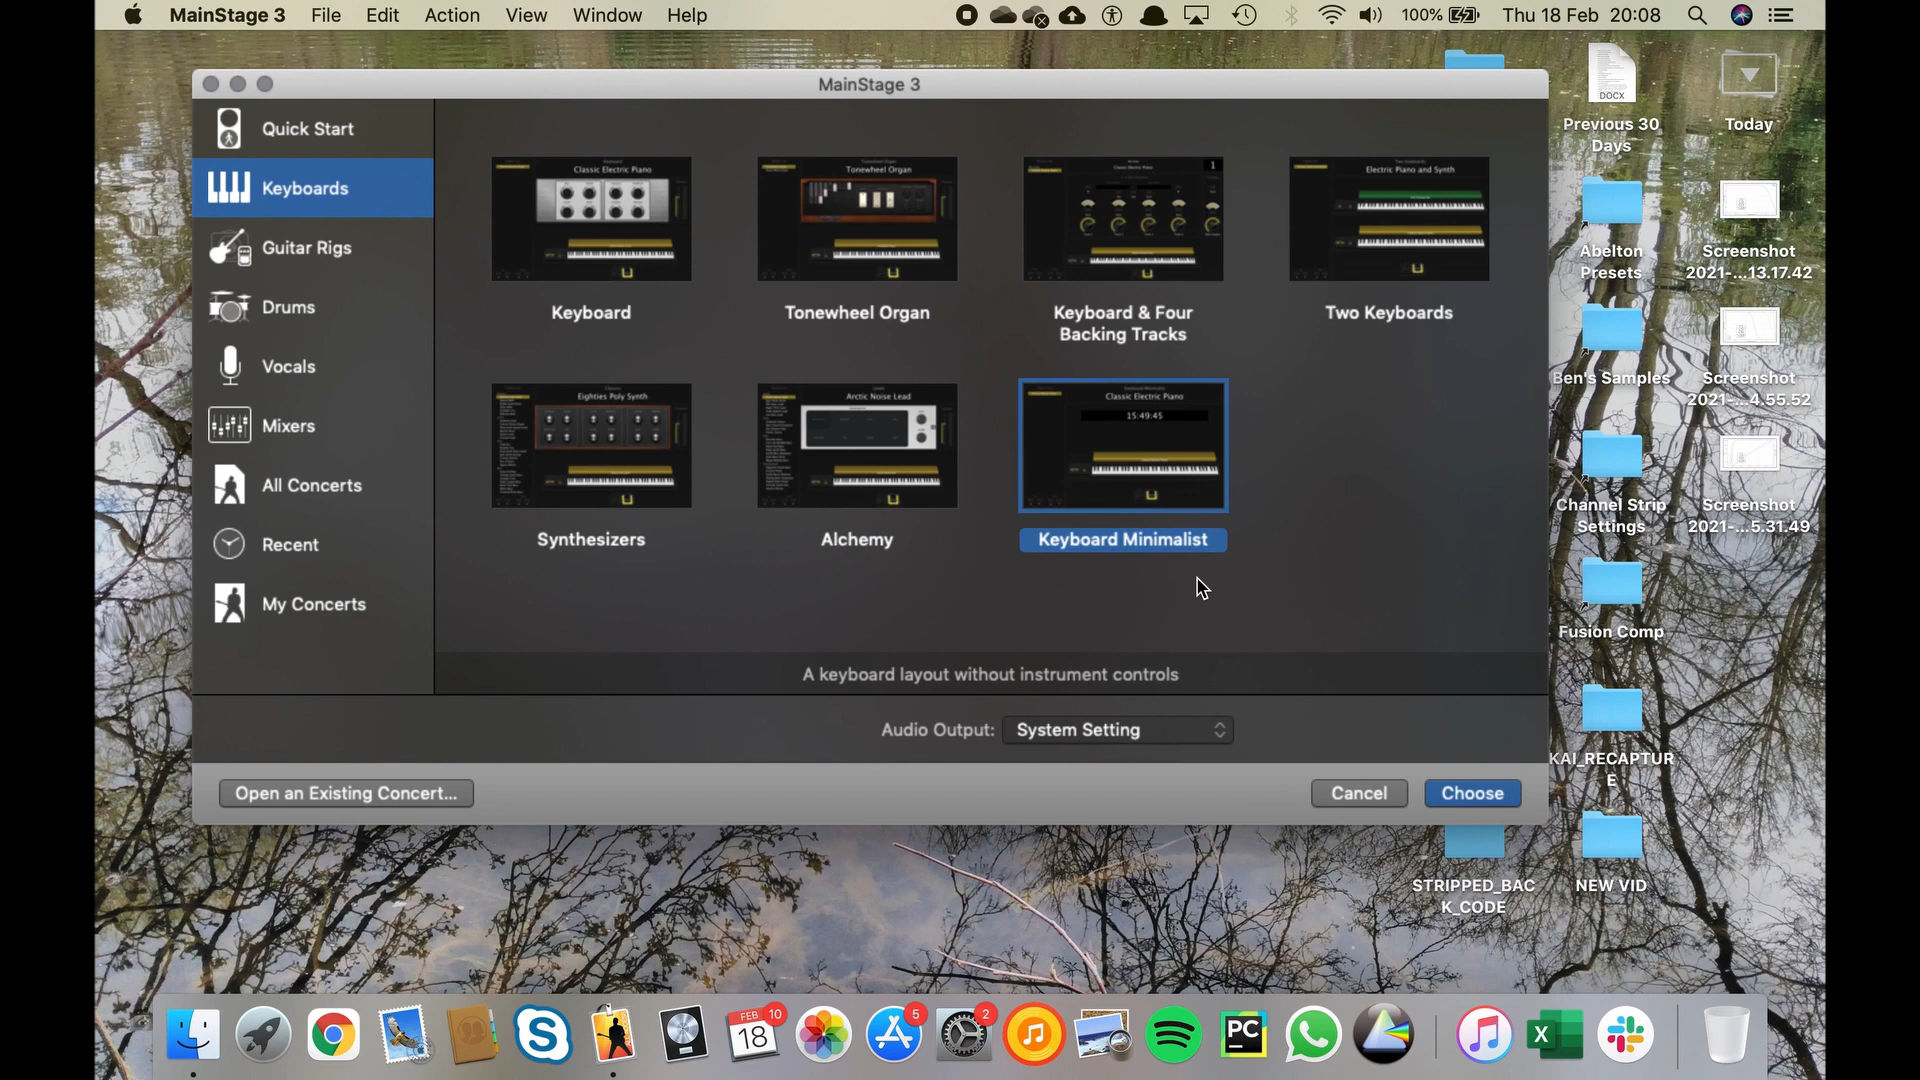 MainStage 3 File Edit Action View Window Help
100% Thu 18 Feb 20:08
MainStage 3
Quick Start
Keyboards
Guitar Rigs
Drums
Vocals
Mixers
All Concerts
Recent
My Concerts
Classic Electric Piano
Keyboard
Tonewheel Organ
Tonewheel Organ
1
Keyboard & Four
Backing Tracks
Electric Piano and Synth
Two Keyboards
Eighties Poly Synth
Synthesizers
Arctic Noise Lead
Alchemy
Keyboard Minimalist
Classic Electric Piano
15:49:45
Keyboard Minimalist
A keyboard layout without instrument controls
Audio Output: System Setting
Open an Existing Concert...
Cancel
Choose
DOCX
Previous 30
Days
Today
Abelton
Presets
Screenshot
2021-...13.17.42
Ben's Samples
Screenshot
2021-...4.55.52
Channel Strip
Settings
Screenshot
2021-...5.31.49
Fusion Comp
KAI_RECAPTUR
E
STRIPPED_BAC
K_CODE
NEW VID
FEB
18
10
5
2
PC